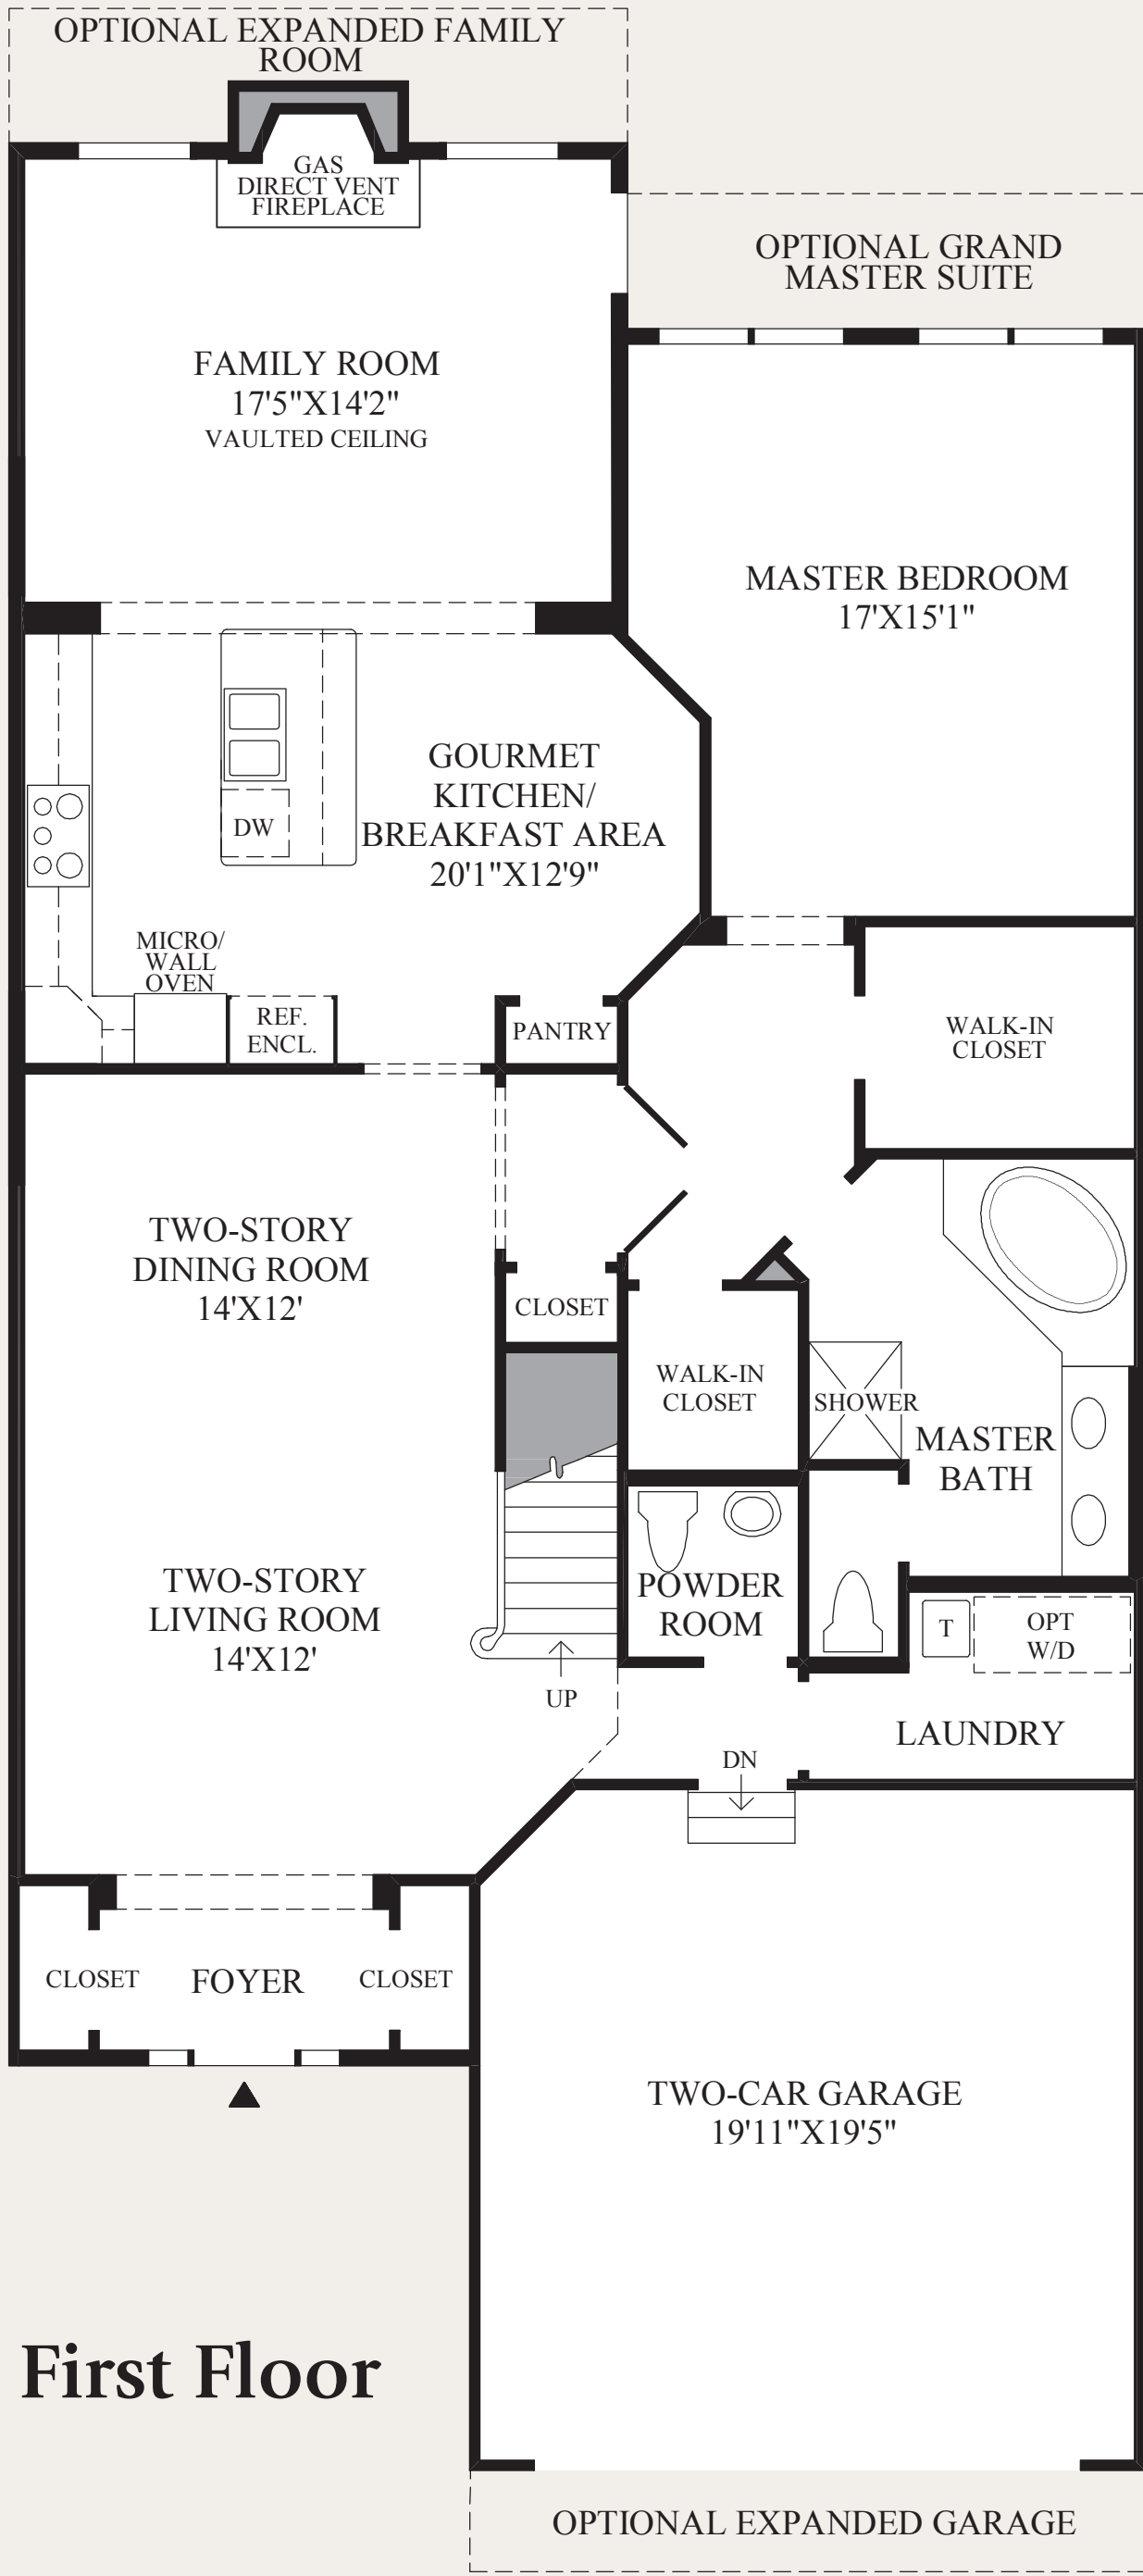 OPTIONAL EXPANDED FAMILY
ROOM
GAS
DIRECT VENT
FIREPLACE
OPTIONAL GRAND
MASTER SUITE
FAMILY ROOM
17'5"X14'2"
VAULTED CEILING
MASTER BEDROOM
17'X15'1"
GOURMET
KITCHEN/
BREAKFAST AREA
20'1"X12'9"
DW
MICRO/
WALL
OVEN
REF.
ENCL.
PANTRY
WALK-IN
CLOSET
TWO-STORY
DINING ROOM
14'X12'
CLOSET
WALK-IN
CLOSET
SHOWER
MASTER
BATH
TWO-STORY
LIVING ROOM
14'X12'
POWDER
ROOM
T
OPT
W/D
UP
LAUNDRY
DN
CLOSET
FOYER
CLOSET
TWO-CAR GARAGE
19'11"X19'5"
First Floor
OPTIONAL EXPANDED GARAGE